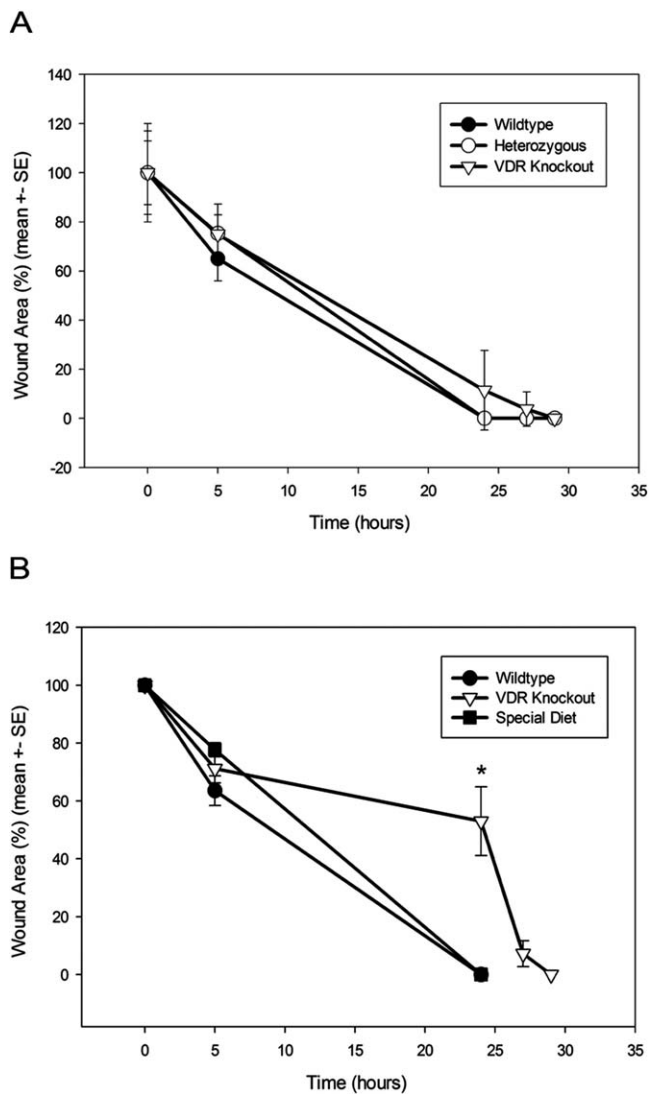 A
Wound Area (%) (mean +- SE)
140
120
100
80
60
40
20
0
-20
Wildtype
Heterozygous
VDR Knockout
0 5 10 15 20 25 30 35
Time (hours)
B
Wound Area (%) (mean +- SE)
120
100
80
60
40
20
0
Wildtype
VDR Knockout
Special Diet
*
0 5 10 15 20 25 30 35
Time (hours)